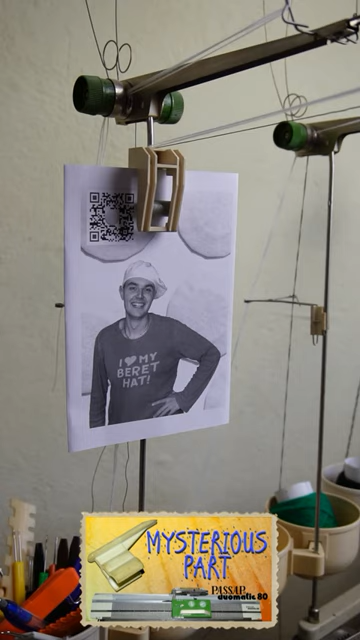 I ♥ MY
BERET
HAT!
MYSTERIOUS
PART
PASSAP
duomatic 80